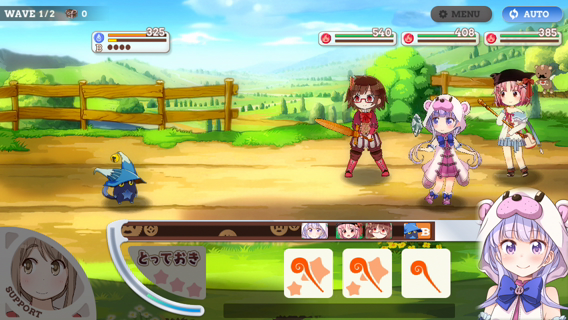 WAVE 1/2 0
MENU
AUTO
325
B
540
408
385
B
とっておき
SUPPORT